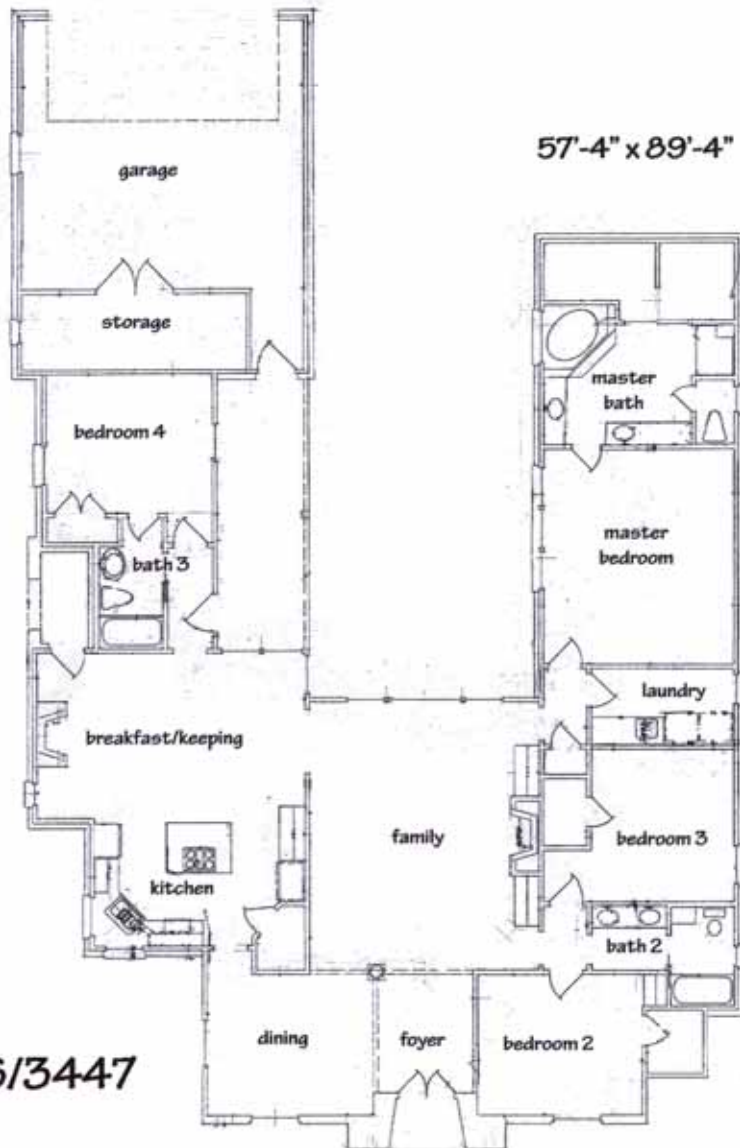 garage
57'-4" x 89'-4"
storage
master
bath
bedroom 4
master
bedroom
bath 3
laundry
breakfast/keeping
family
bedroom 3
kitchen
bath 2
dining
foyer
bedroom 2
/3447